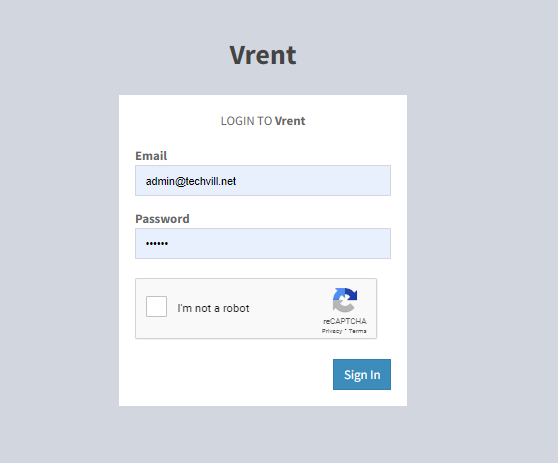 Vrent
LOGIN TO Vrent
Email
admin@techvill.net
Password
••••••
I'm not a robot
reCAPTCHA
Privacy - Terms
Sign In